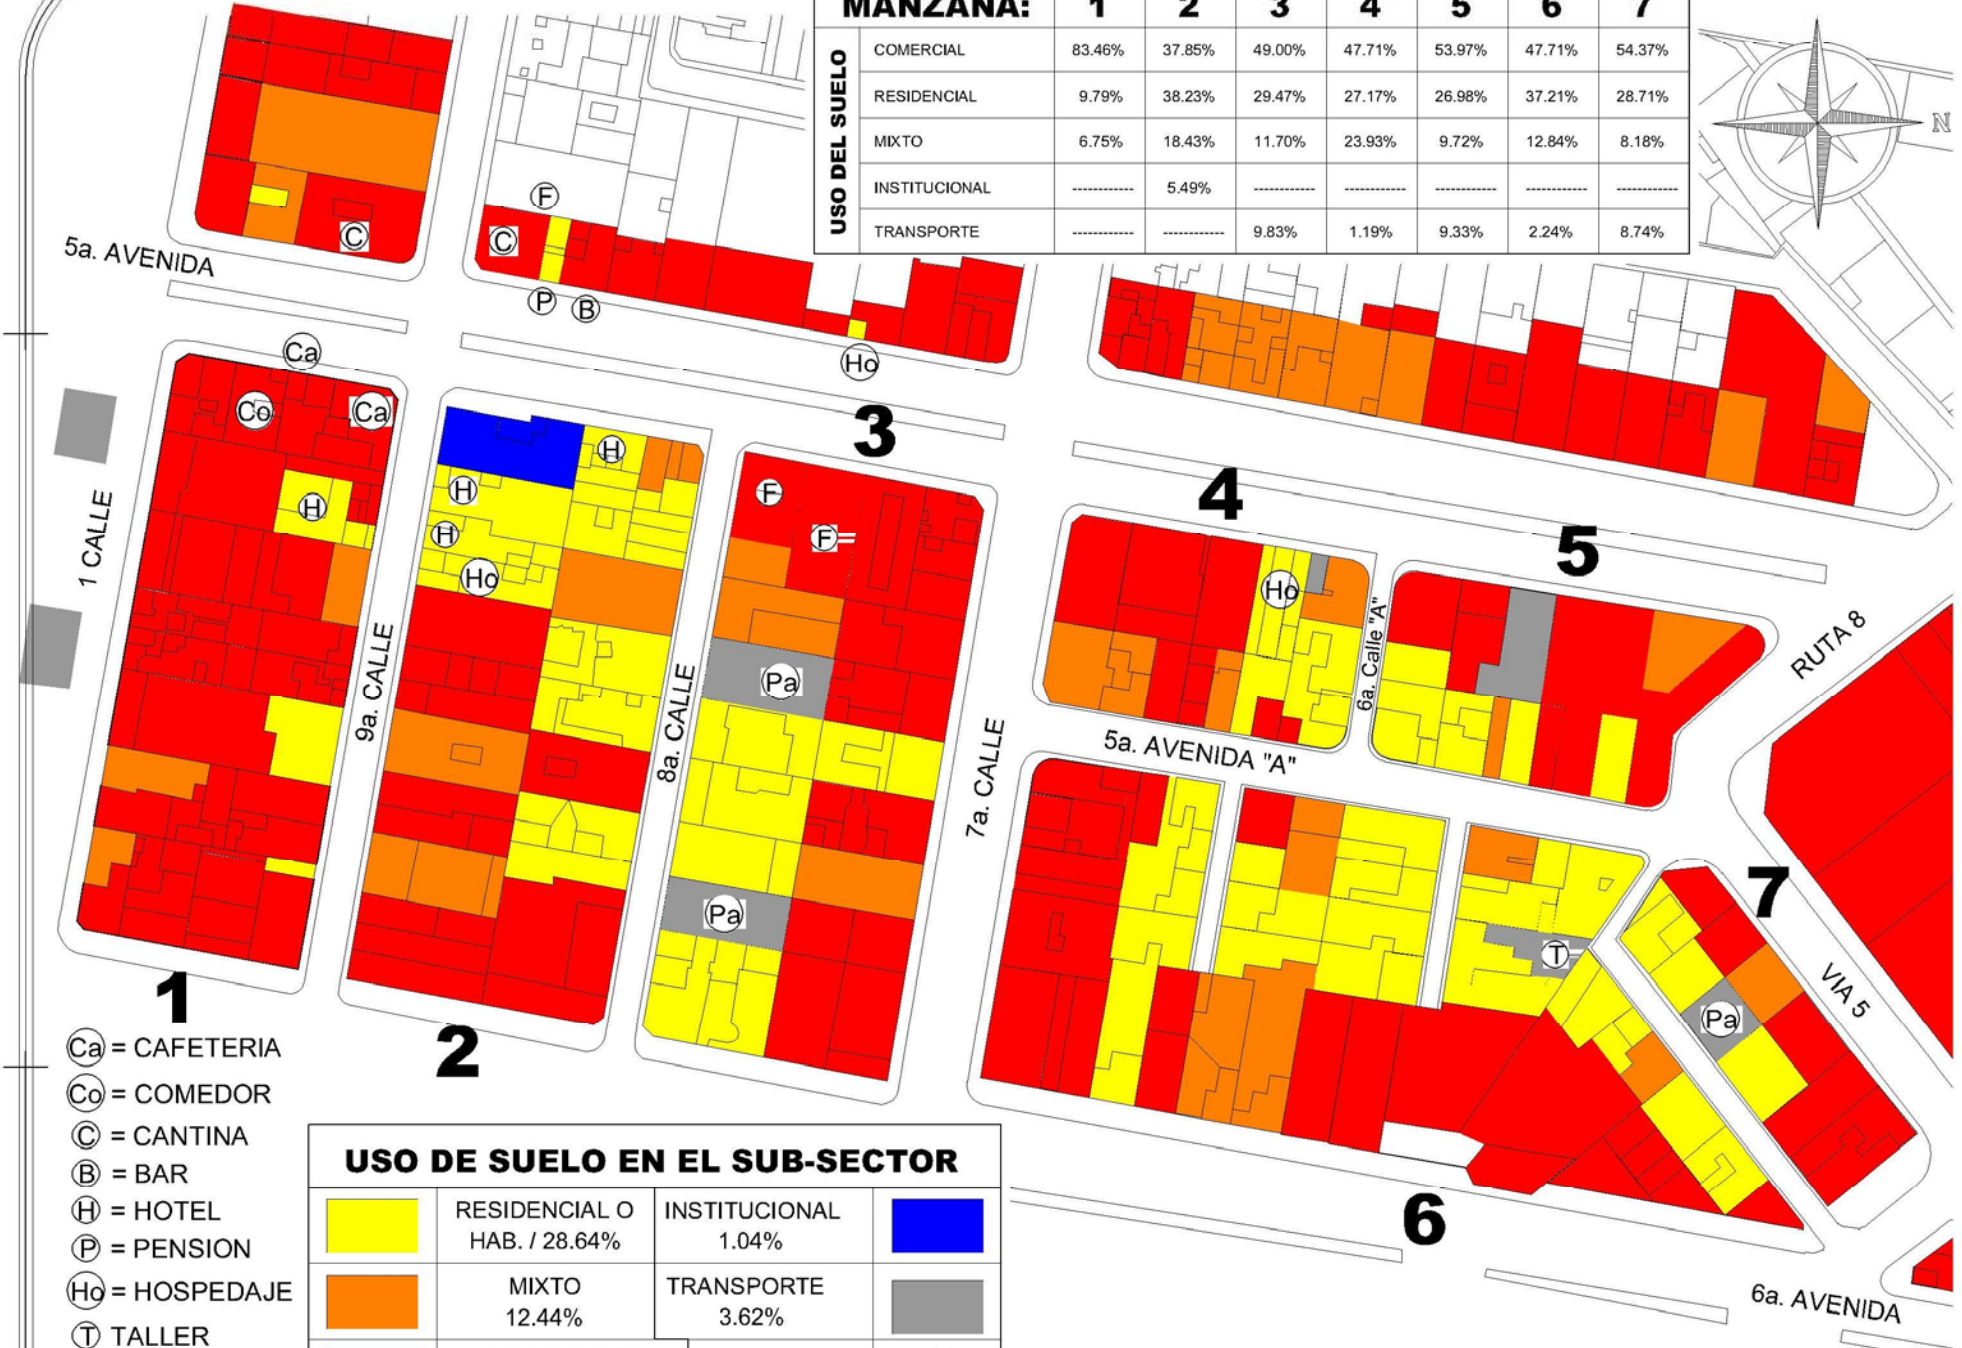 MANZANA: 1 2 3 4 5 6 7
USO DEL SUELO
COMERCIAL 83.46% 37.85% 49.00% 47.71% 53.97% 47.71% 54.37%
RESIDENCIAL 9.79% 38.23% 29.47% 27.17% 26.98% 37.21% 28.71%
MIXTO 6.75% 18.43% 11.70% 23.93% 9.72% 12.84% 8.18%
INSTITUCIONAL ------------ 5.49% ------------ ------------ ------------ ------------ ------------
TRANSPORTE ------------ ------------ 9.83% 1.19% 9.33% 2.24% 8.74%
N
C
F
C
5a. AVENIDA
P
B
Ca
Ho
Co
Ca
3
H
H
H
F
4
1 CALLE
H
F
5
Ho
Ho
6a. Calle "A"
RUTA 8
9a. CALLE
8a. CALLE
Pa
7a. CALLE
5a. AVENIDA "A"
7
Pa
T
VIA 5
Pa
1
2
6
6a. AVENIDA
Ca = CAFETERIA
Co = COMEDOR
C = CANTINA
B = BAR
H = HOTEL
P = PENSION
Ho = HOSPEDAJE
T TALLER
USO DE SUELO EN EL SUB-SECTOR
RESIDENCIAL O
HAB. / 28.64%
INSTITUCIONAL
1.04%
MIXTO
12.44%
TRANSPORTE
3.62%